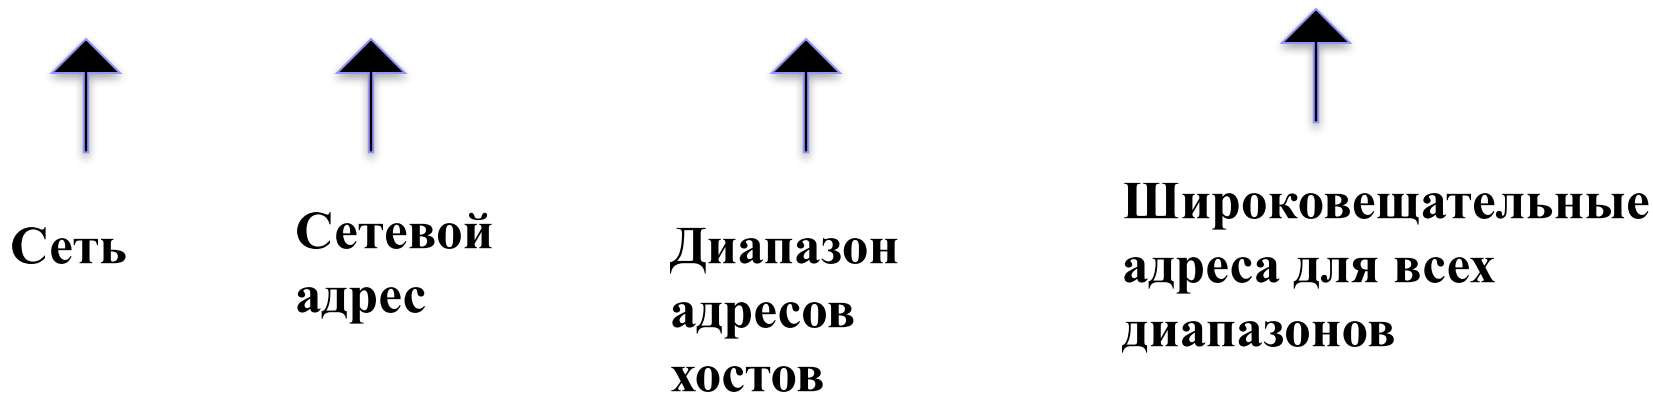 Сеть
Сетевой
адрес
Диапазон
адресов
хостов
Широковещательные
адреса для всех
диапазонов